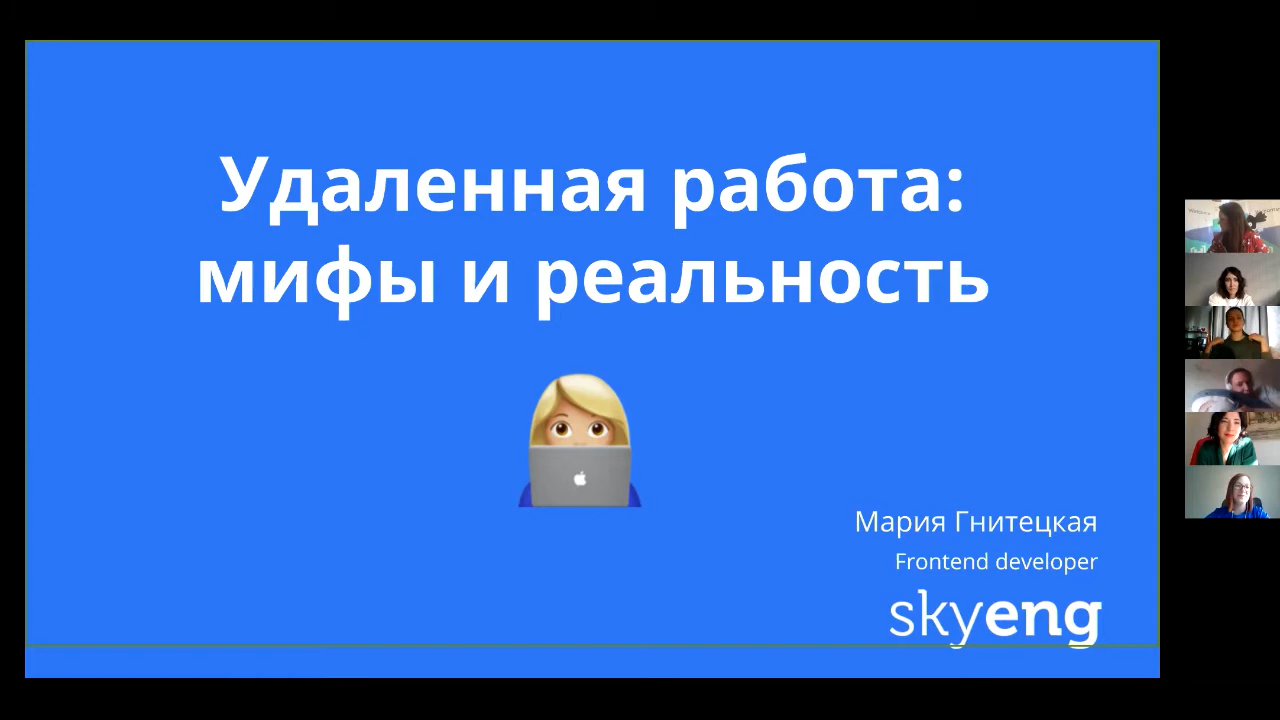 Удаленная работа:
мифы и реальность
Мария Гнитецкая
Frontend developer
skyeng